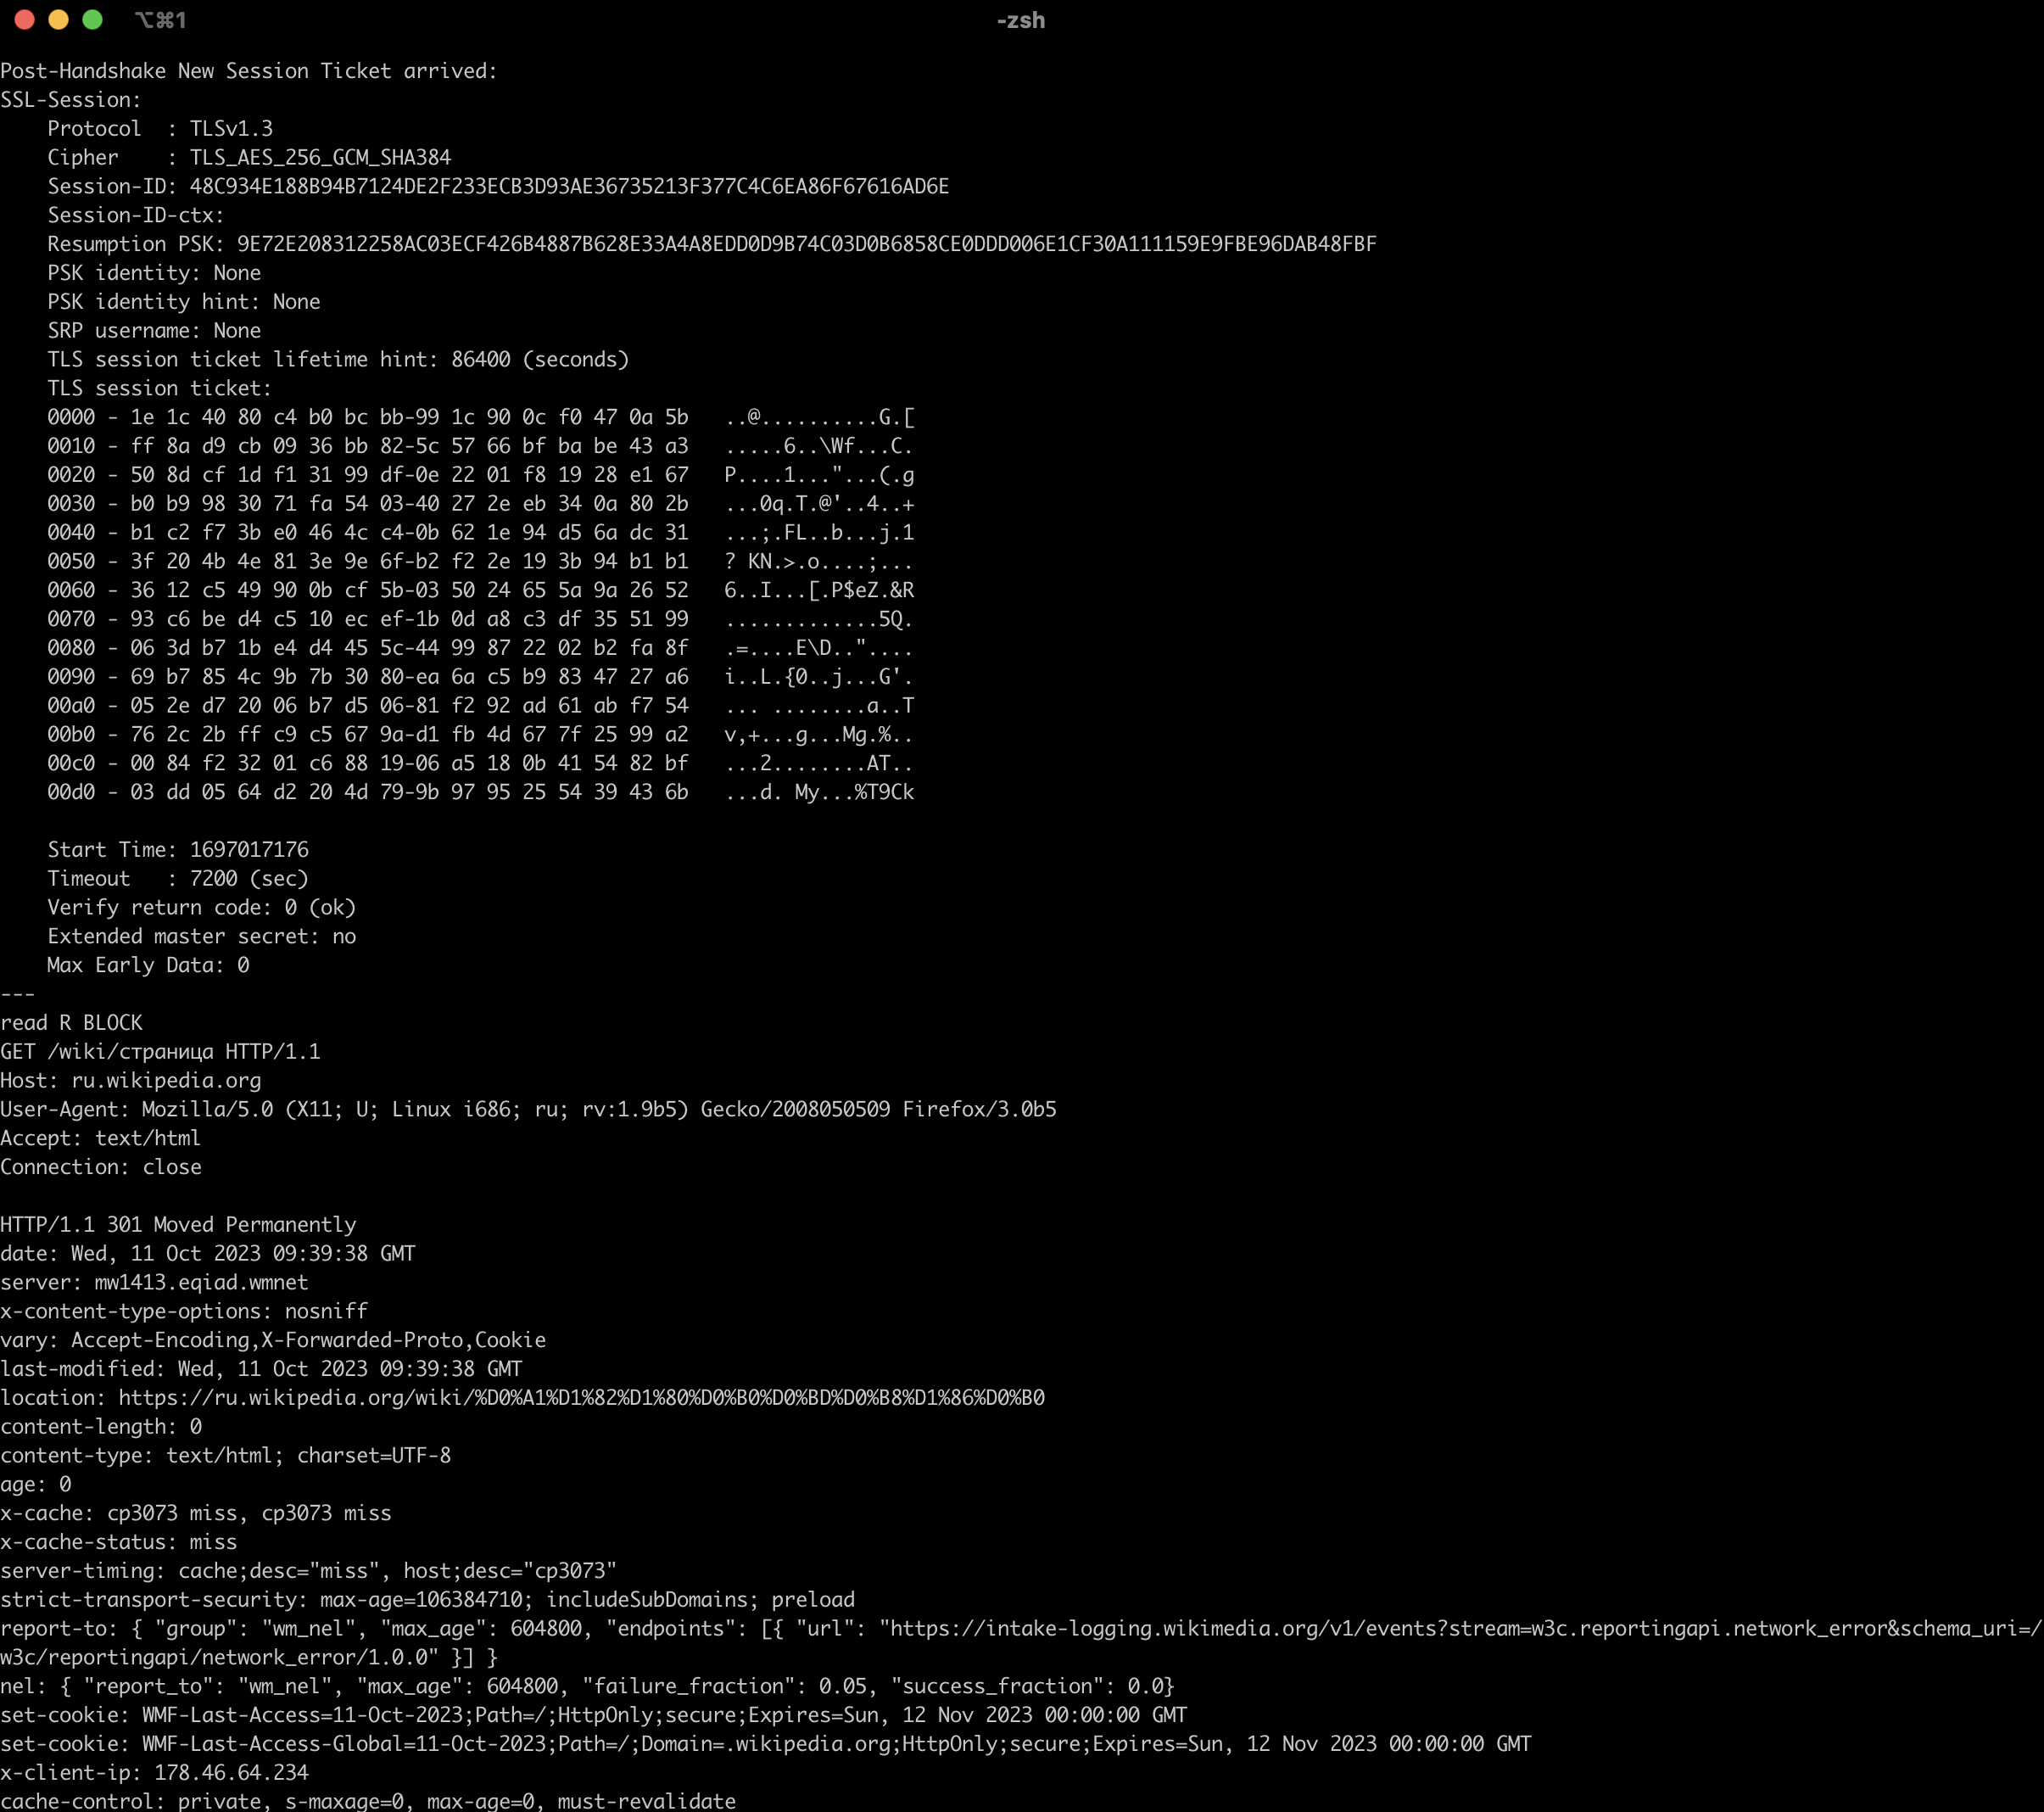 ⌥⌘1
-zsh
Post-Handshake New Session Ticket arrived:
SSL-Session:
    Protocol  : TLSv1.3
    Cipher    : TLS_AES_256_GCM_SHA384
    Session-ID: 48C934E188B94B7124DE2F233ECB3D93AE36735213F377C4C6EA86F67616AD6E
    Session-ID-ctx:
    Resumption PSK: 9E72E208312258AC03ECF426B4887B628E33A4A8EDD0D9B74C03D0B6858CE0DDD006E1CF30A111159E9FBE96DAB48FBF
    PSK identity: None
    PSK identity hint: None
    SRP username: None
    TLS session ticket lifetime hint: 86400 (seconds)
    TLS session ticket:
    0000 - 1e 1c 40 80 c4 b0 bc bb-99 1c 90 0c f0 47 0a 5b   ..@..........G.[
    0010 - ff 8a d9 cb 09 36 bb 82-5c 57 66 bf ba be 43 a3   .....6..\Wf...C.
    0020 - 50 8d cf 1d f1 31 99 df-0e 22 01 f8 19 28 e1 67   P....1..."...(.g
    0030 - b0 b9 98 30 71 fa 54 03-40 27 2e eb 34 0a 80 2b   ...0q.T.@'..4..+
    0040 - b1 c2 f7 3b e0 46 4c c4-0b 62 1e 94 d5 6a dc 31   ...;.FL..b...j.1
    0050 - 3f 20 4b 4e 81 3e 9e 6f-b2 f2 2e 19 3b 94 b1 b1   ? KN.>.o....;...
    0060 - 36 12 c5 49 90 0b cf 5b-03 50 24 65 5a 9a 26 52   6..I...[.P$eZ.&R
    0070 - 93 c6 be d4 c5 10 ec ef-1b 0d a8 c3 df 35 51 99   .............5Q.
    0080 - 06 3d b7 1b e4 d4 45 5c-44 99 87 22 02 b2 fa 8f   .=....E\D.."....
    0090 - 69 b7 85 4c 9b 7b 30 80-ea 6a c5 b9 83 47 27 a6   i..L.{0..j...G'.
    00a0 - 05 2e d7 20 06 b7 d5 06-81 f2 92 ad 61 ab f7 54   ... ........a..T
    00b0 - 76 2c 2b ff c9 c5 67 9a-d1 fb 4d 67 7f 25 99 a2   v,+...g...Mg.%..
    00c0 - 00 84 f2 32 01 c6 88 19-06 a5 18 0b 41 54 82 bf   ...2........AT..
    00d0 - 03 dd 05 64 d2 20 4d 79-9b 97 95 25 54 39 43 6b   ...d. My...%T9Ck
    Start Time: 1697017176
    Timeout   : 7200 (sec)
    Verify return code: 0 (ok)
    Extended master secret: no
    Max Early Data: 0
---
read R BLOCK
GET /wiki/страница HTTP/1.1
Host: ru.wikipedia.org
User-Agent: Mozilla/5.0 (X11; U; Linux i686; ru; rv:1.9b5) Gecko/2008050509 Firefox/3.0b5
Accept: text/html
Connection: close
HTTP/1.1 301 Moved Permanently
date: Wed, 11 Oct 2023 09:39:38 GMT
server: mw1413.eqiad.wmnet
x-content-type-options: nosniff
vary: Accept-Encoding,X-Forwarded-Proto,Cookie
last-modified: Wed, 11 Oct 2023 09:39:38 GMT
location: https://ru.wikipedia.org/wiki/%D0%A1%D1%82%D1%80%D0%B0%D0%BD%D0%B8%D1%86%D0%B0
content-length: 0
content-type: text/html; charset=UTF-8
age: 0
x-cache: cp3073 miss, cp3073 miss
x-cache-status: miss
server-timing: cache;desc="miss", host;desc="cp3073"
strict-transport-security: max-age=106384710; includeSubDomains; preload
report-to: { "group": "wm_nel", "max_age": 604800, "endpoints": [{ "url": "https://intake-logging.wikimedia.org/v1/events?stream=w3c.reportingapi.network_error&schema_uri=/
w3c/reportingapi/network_error/1.0.0" }] }
nel: { "report_to": "wm_nel", "max_age": 604800, "failure_fraction": 0.05, "success_fraction": 0.0}
set-cookie: WMF-Last-Access=11-Oct-2023;Path=/;HttpOnly;secure;Expires=Sun, 12 Nov 2023 00:00:00 GMT
set-cookie: WMF-Last-Access-Global=11-Oct-2023;Path=/;Domain=.wikipedia.org;HttpOnly;secure;Expires=Sun, 12 Nov 2023 00:00:00 GMT
x-client-ip: 178.46.64.234
cache-control: private, s-maxage=0, max-age=0, must-revalidate